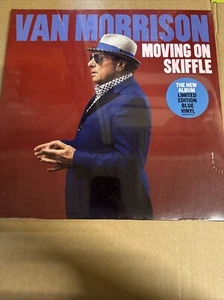 VAN MORRISON
MOVING ON
SKIFFLE
THE NEW
ALBUM
LIMITED
EDITION
BLUE
VINYL